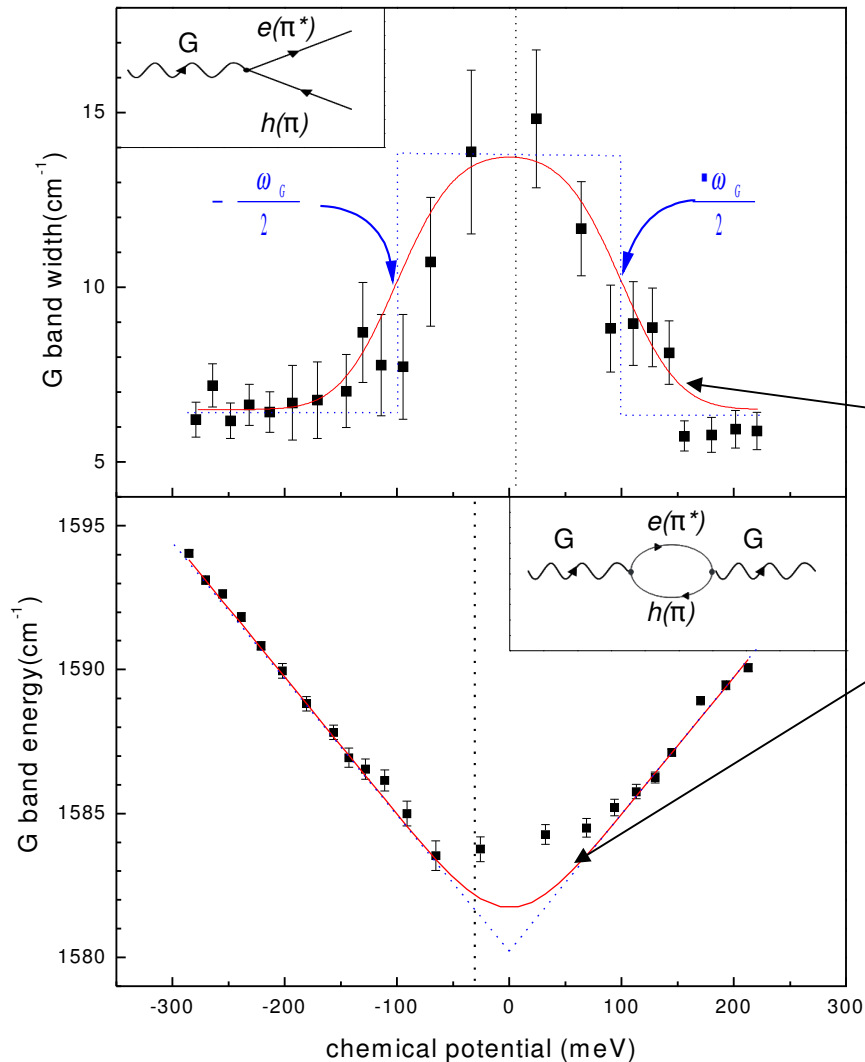 e(π*)
G
h(π)
15
10
5
G band width(cm-1)
- ω G
2
ω G
2
1595
1590
1585
1580
G band energy(cm-1)
e(π*)
G G
h(π)
-300 -200 -100 0 100 200 300
chemical potential (meV)